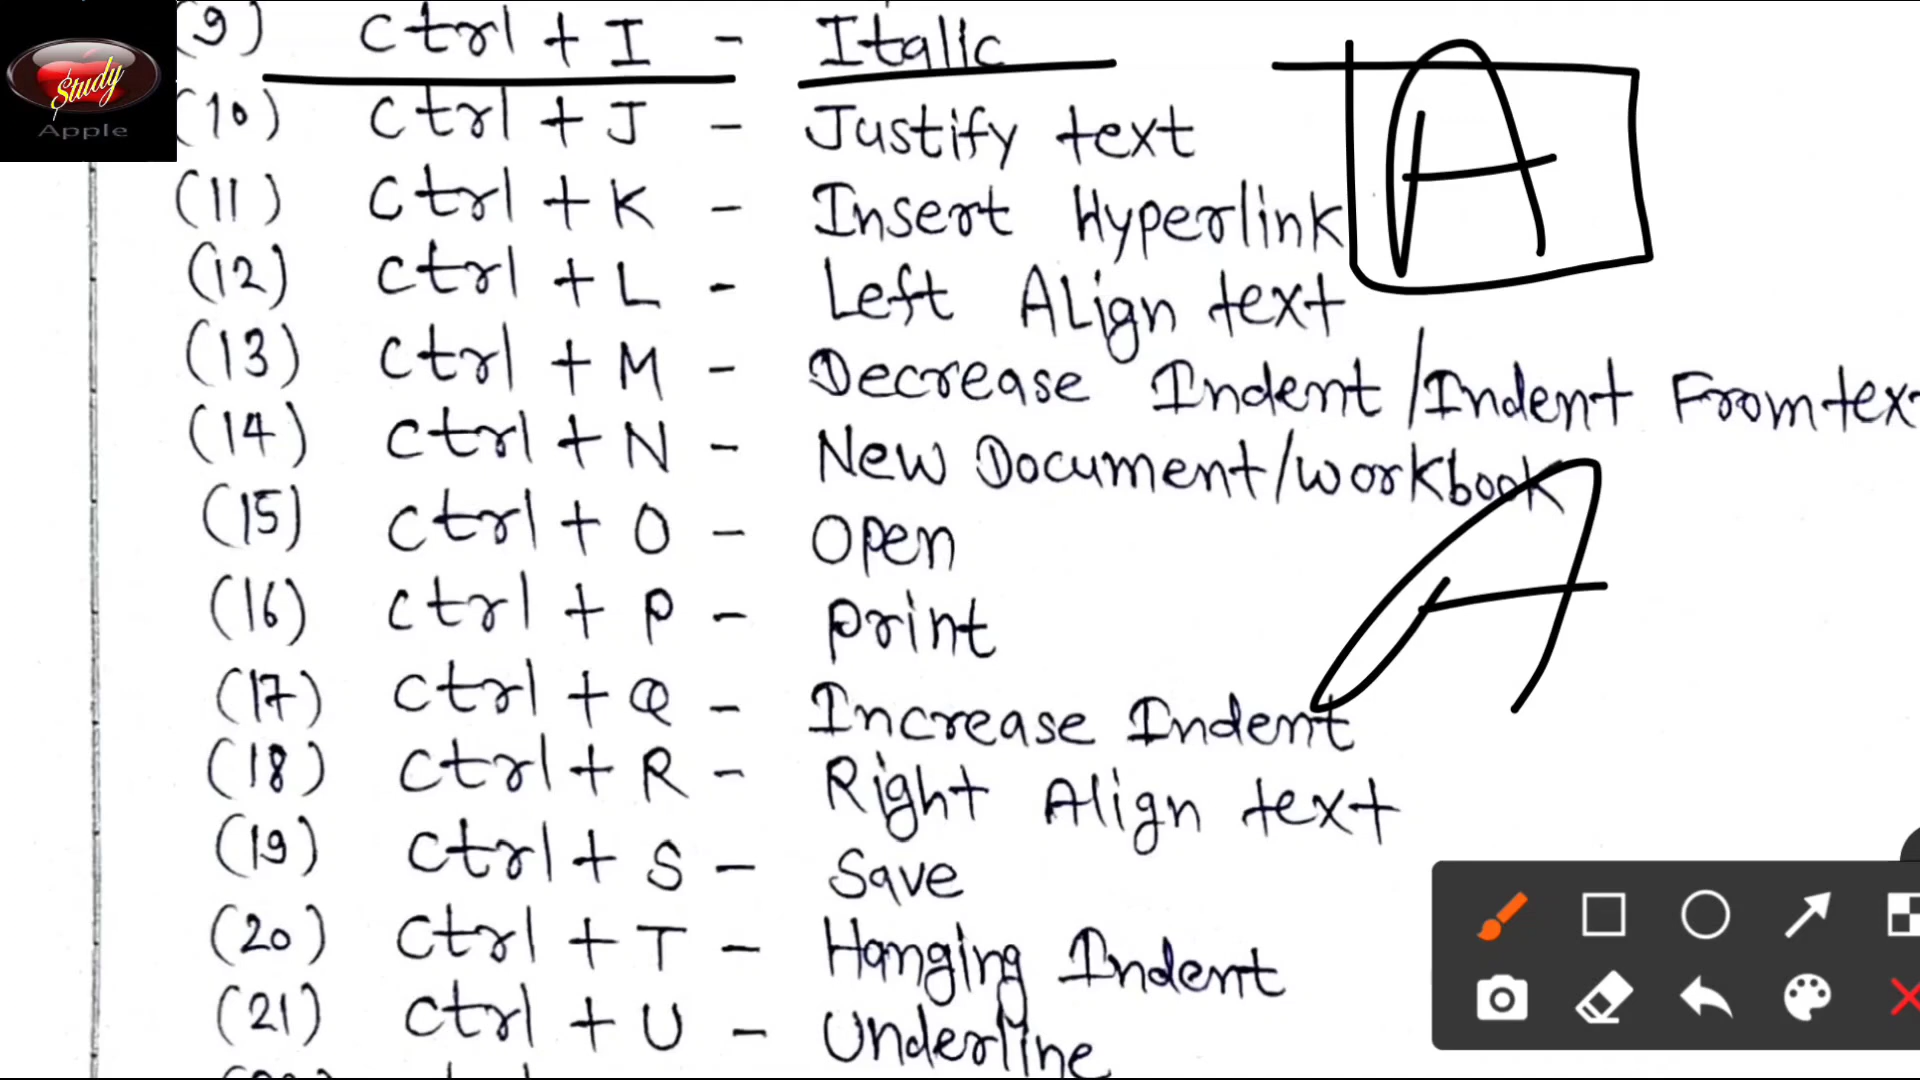 Study
Apple
(9) Ctrl + I - Italic
(10) Ctrl + J - Justify text
(11) Ctrl + K - Insert Hyperlink
(12) Ctrl + L - Left Align text
(13) Ctrl + M - Decrease Indent / Indent From tex
(14) Ctrl + N - New Document/workbook
(15) Ctrl + O - Open
(16) Ctrl + P - Print
(17) Ctrl + Q - Increase Indent
(18) Ctrl + R - Right Align text
(19) Ctrl + S - Save
(20) Ctrl + T - Hanging Indent
(21) Ctrl + U - Underline
A
A